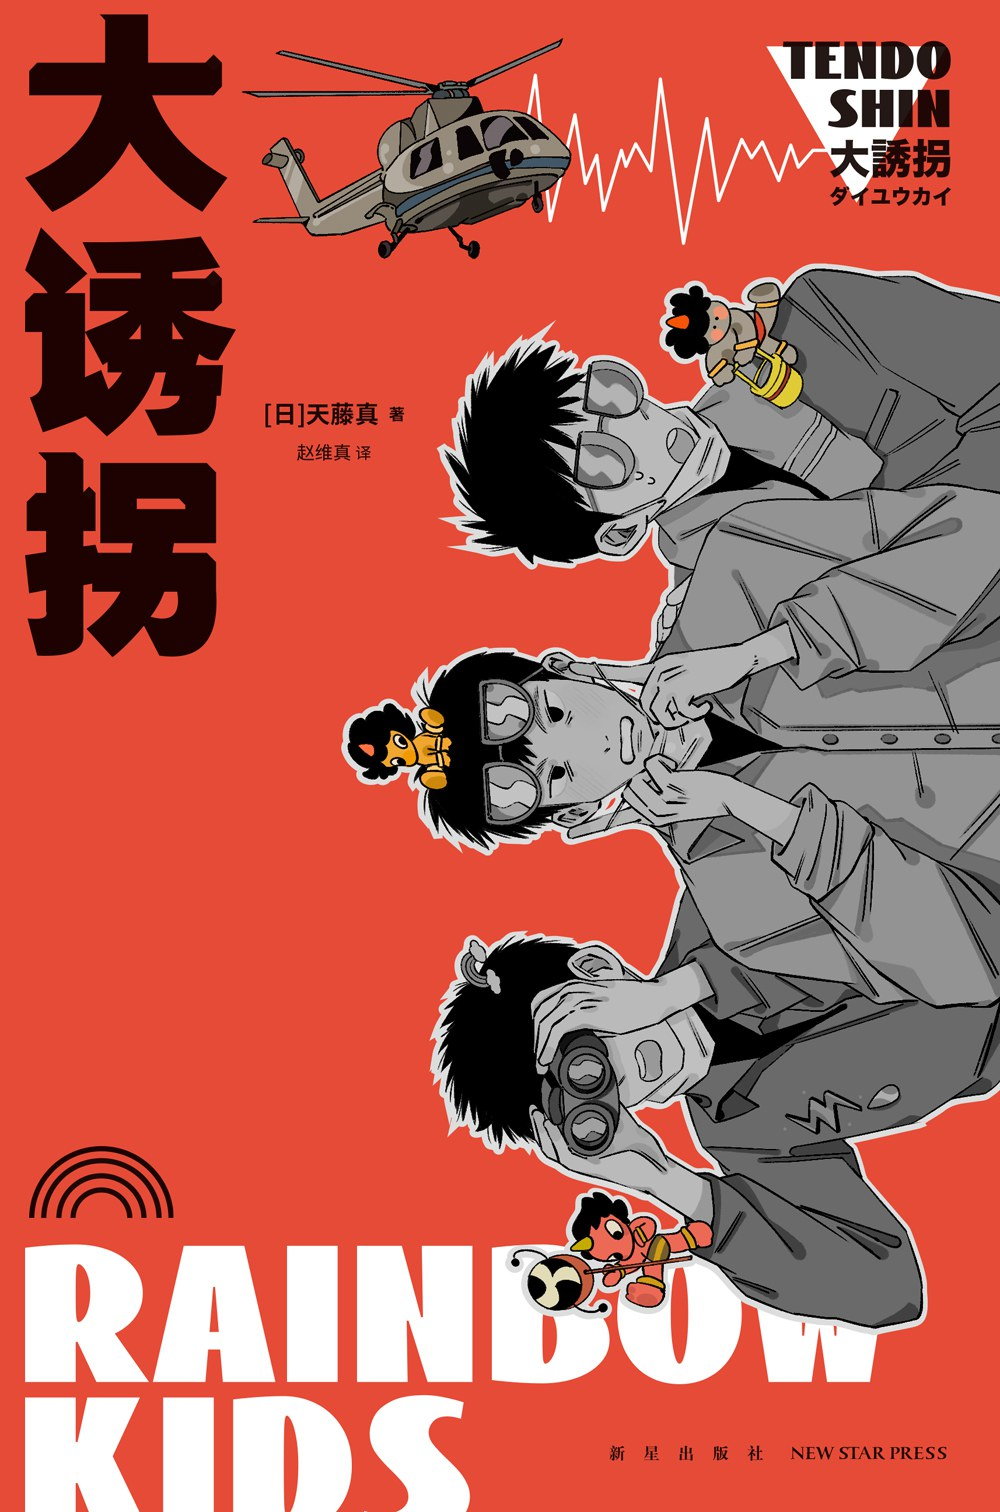 大诱拐
TENDO
SHIN
大誘拐
ダイユウカイ
[日]天藤真 著
赵维真 译
RAINBOW
KIDS
新星出版社 NEW STAR PRESS